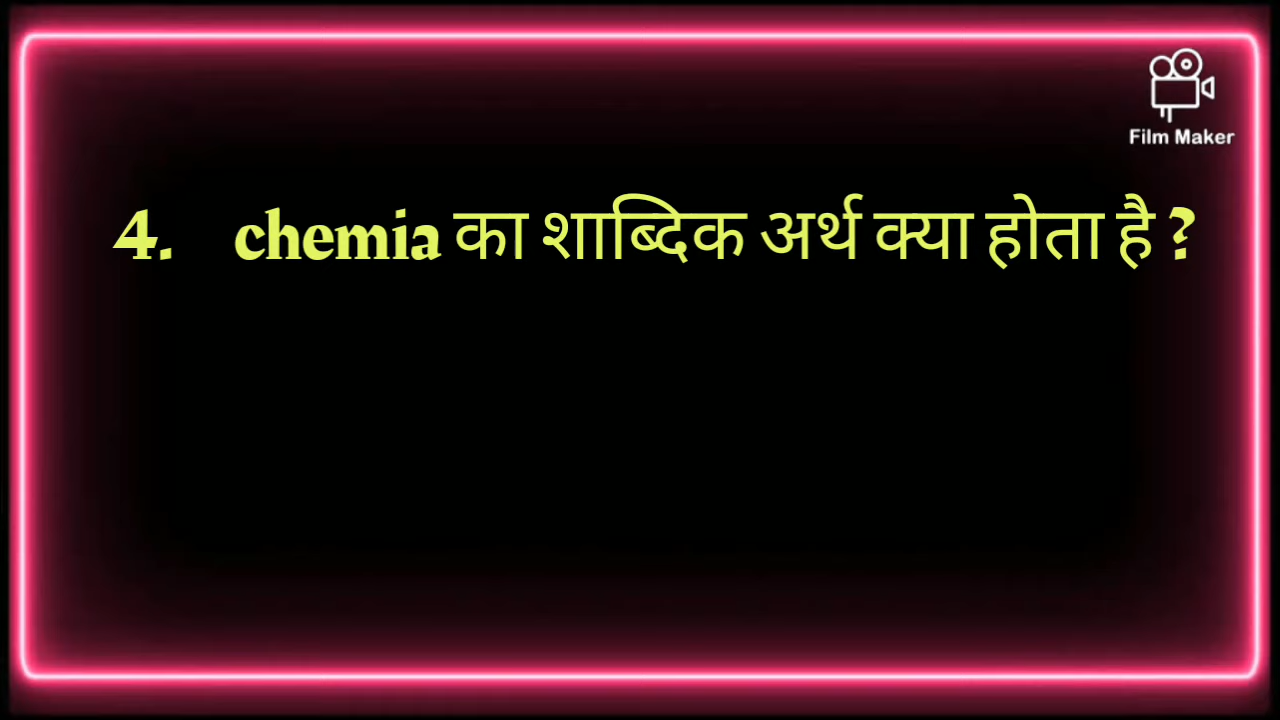 Film Maker
4. chemia का शाब्दिक अर्थ क्या होता है ?